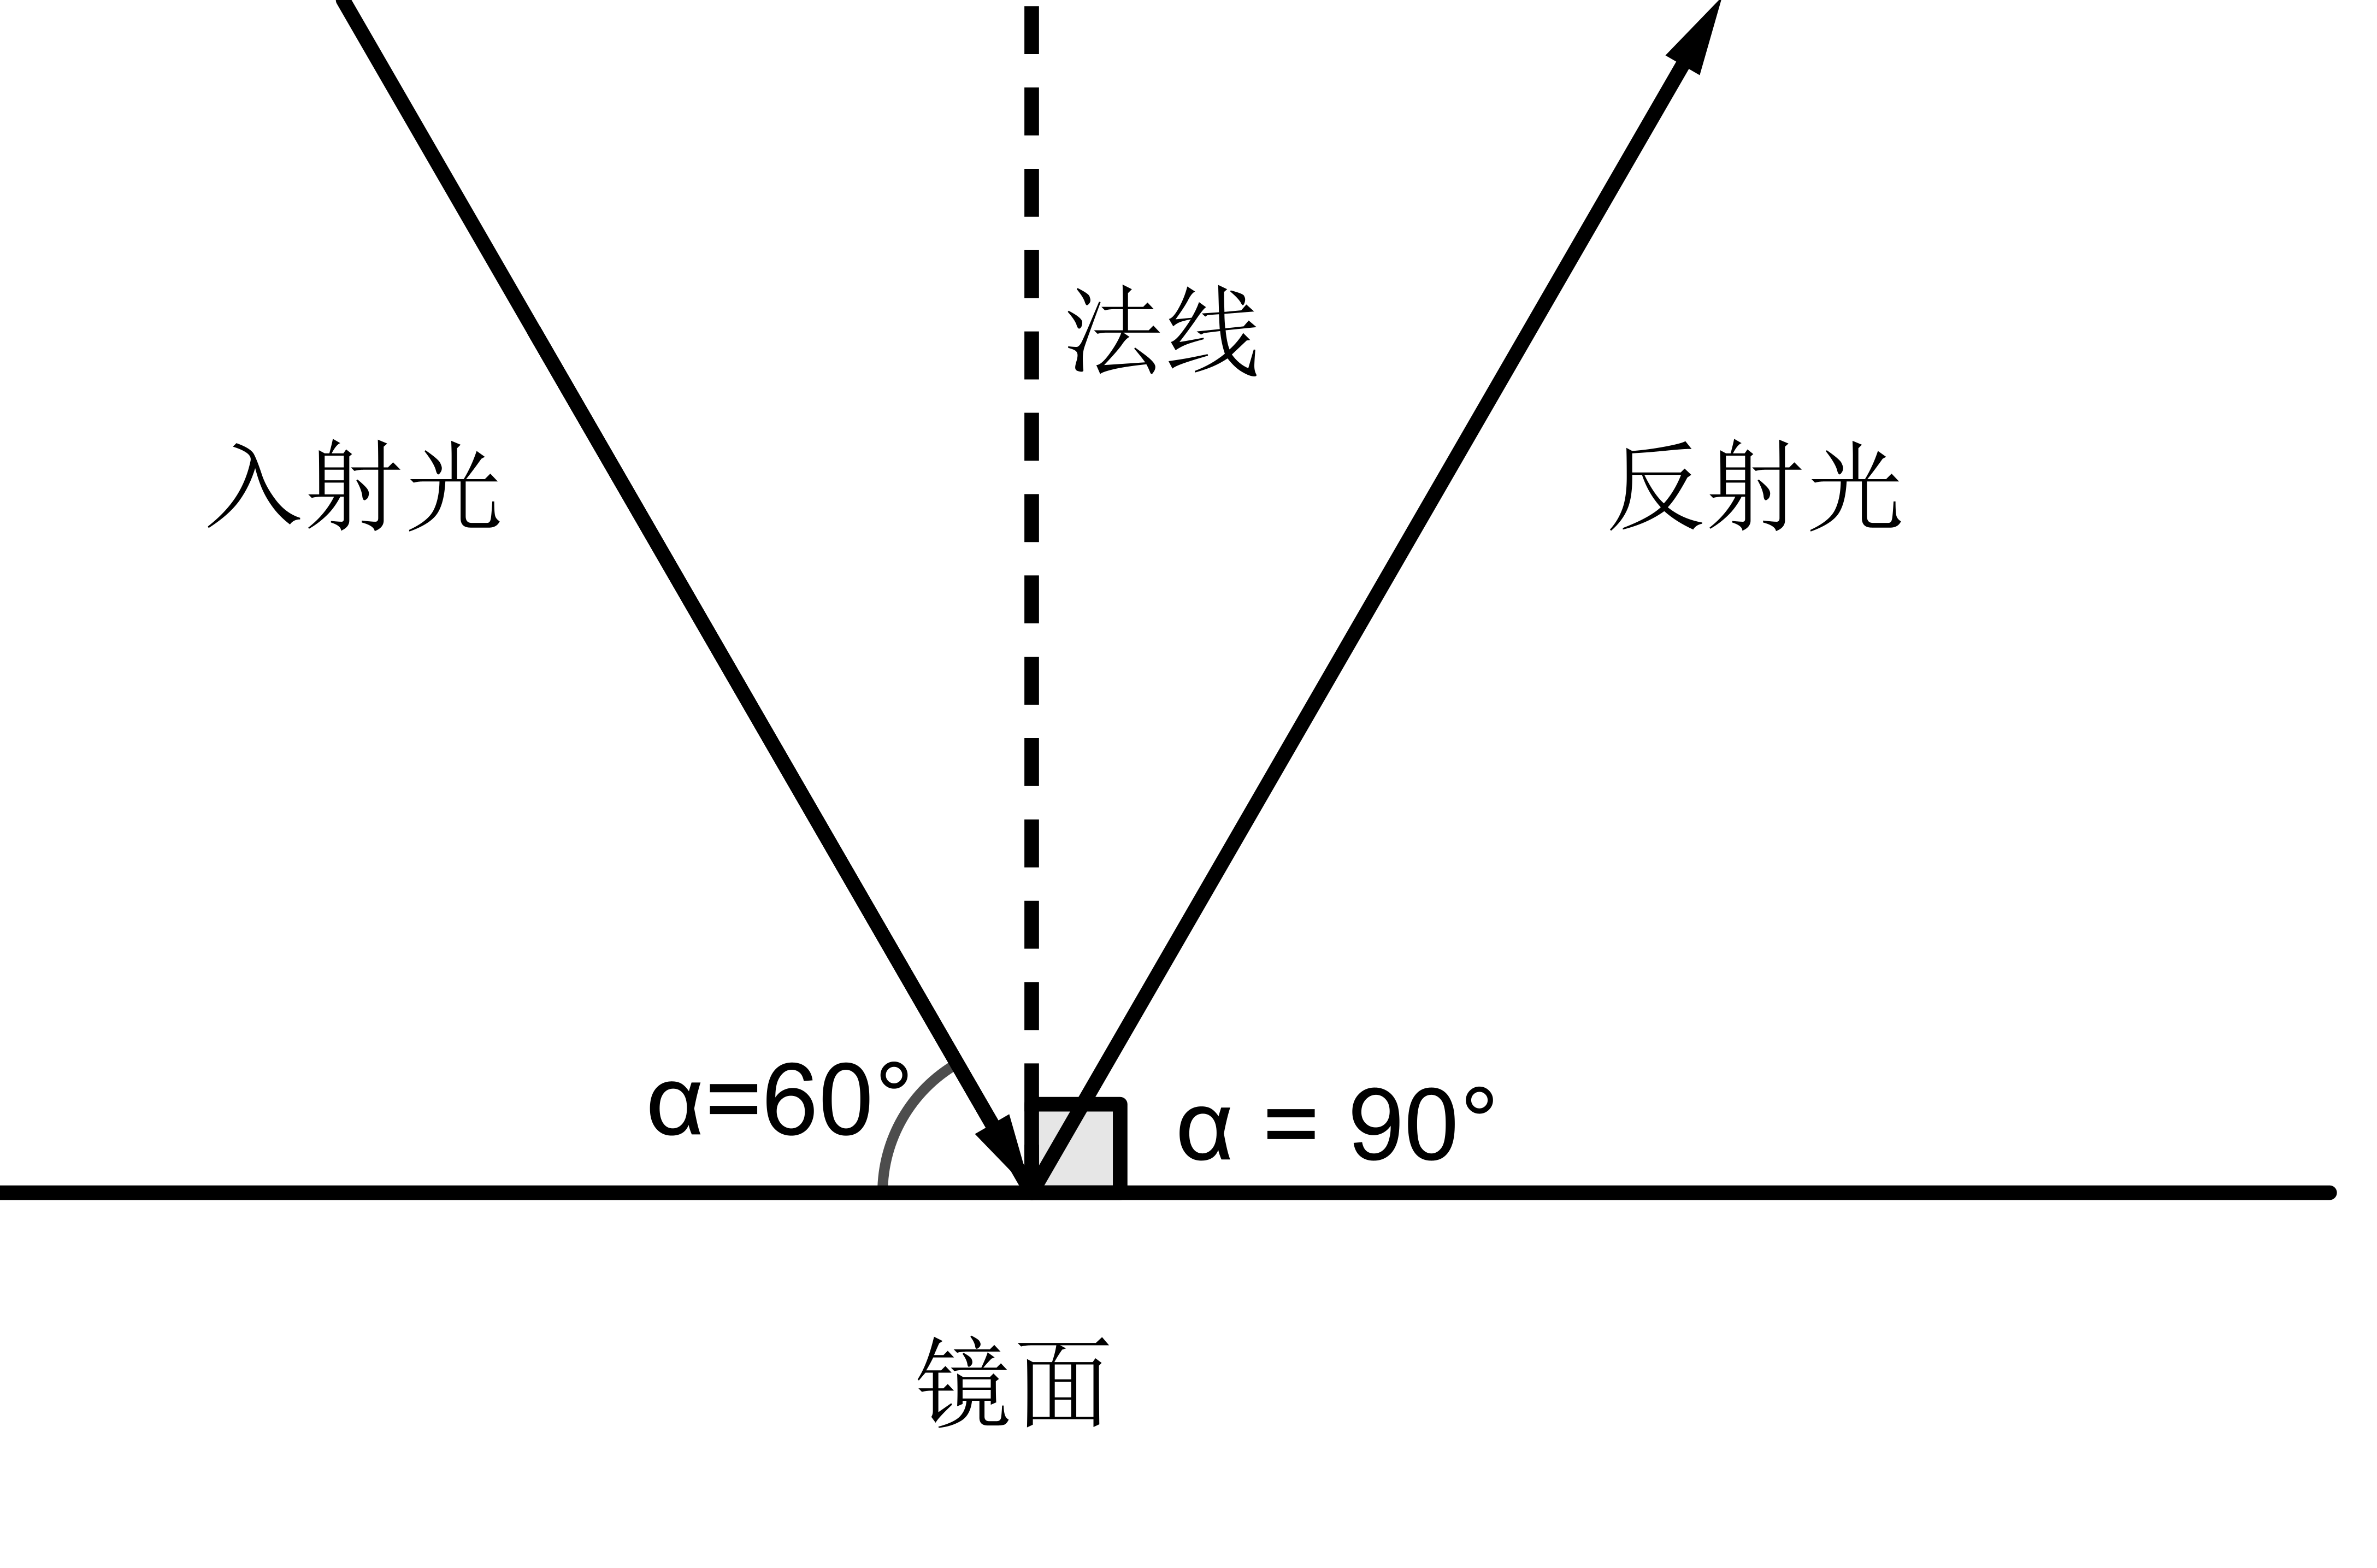 法线
入射光
反射光
α=60°
α = 90°
镜面